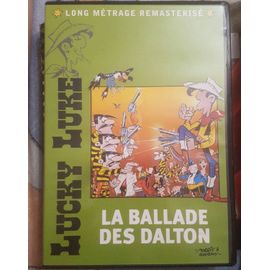 LONG MÉTRAGE REMASTERISÉ
LUCKY LUKE
LA BALLADE
DES DALTON